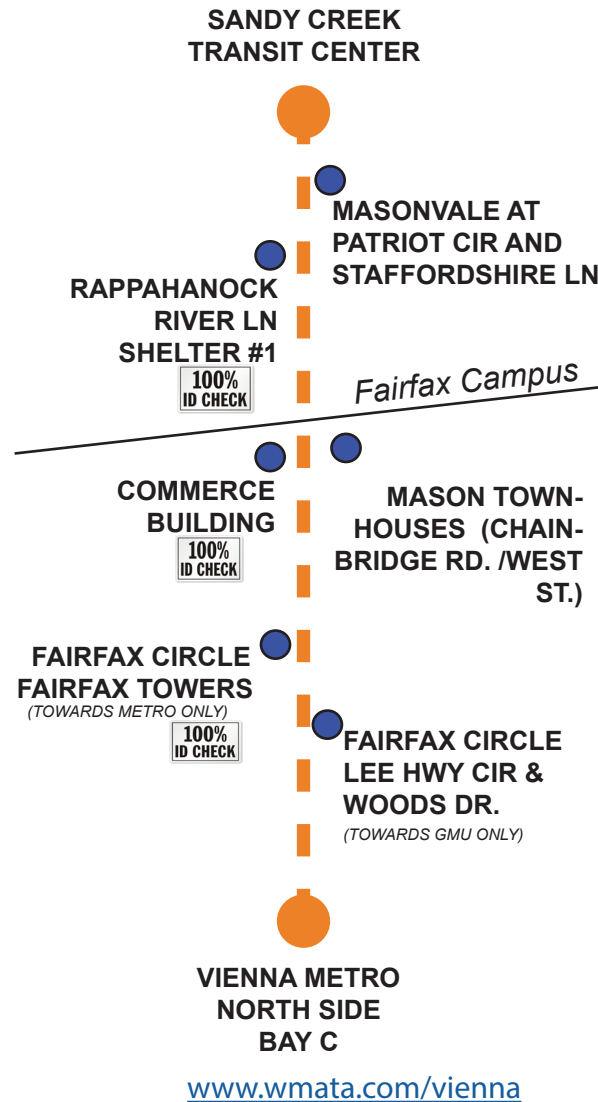 SANDY CREEK
TRANSIT CENTER
MASONVALE AT
PATRIOT CIR AND
STAFFORDSHIRE LN
RAPPAHANOCK
RIVER LN
SHELTER #1
100%
ID CHECK
Fairfax Campus
COMMERCE
BUILDING
100%
ID CHECK
MASON TOWN-
HOUSES (CHAIN-
BRIDGE RD. /WEST
ST.)
FAIRFAX CIRCLE
FAIRFAX TOWERS
(TOWARDS METRO ONLY)
100%
ID CHECK
FAIRFAX CIRCLE
LEE HWY CIR &
WOODS DR.
(TOWARDS GMU ONLY)
VIENNA METRO
NORTH SIDE
BAY C
www.wmata.com/vienna